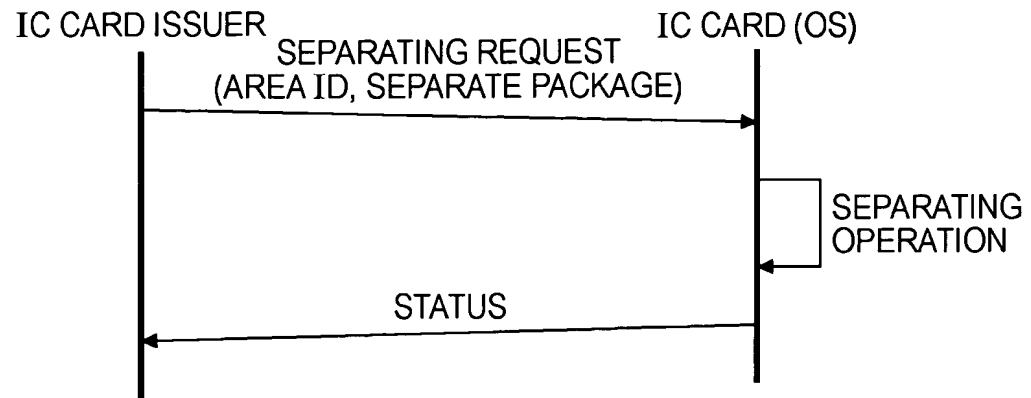 IC CARD ISSUER
IC CARD (OS)
SEPARATING REQUEST
(AREA ID, SEPARATE PACKAGE)
SEPARATING
OPERATION
STATUS